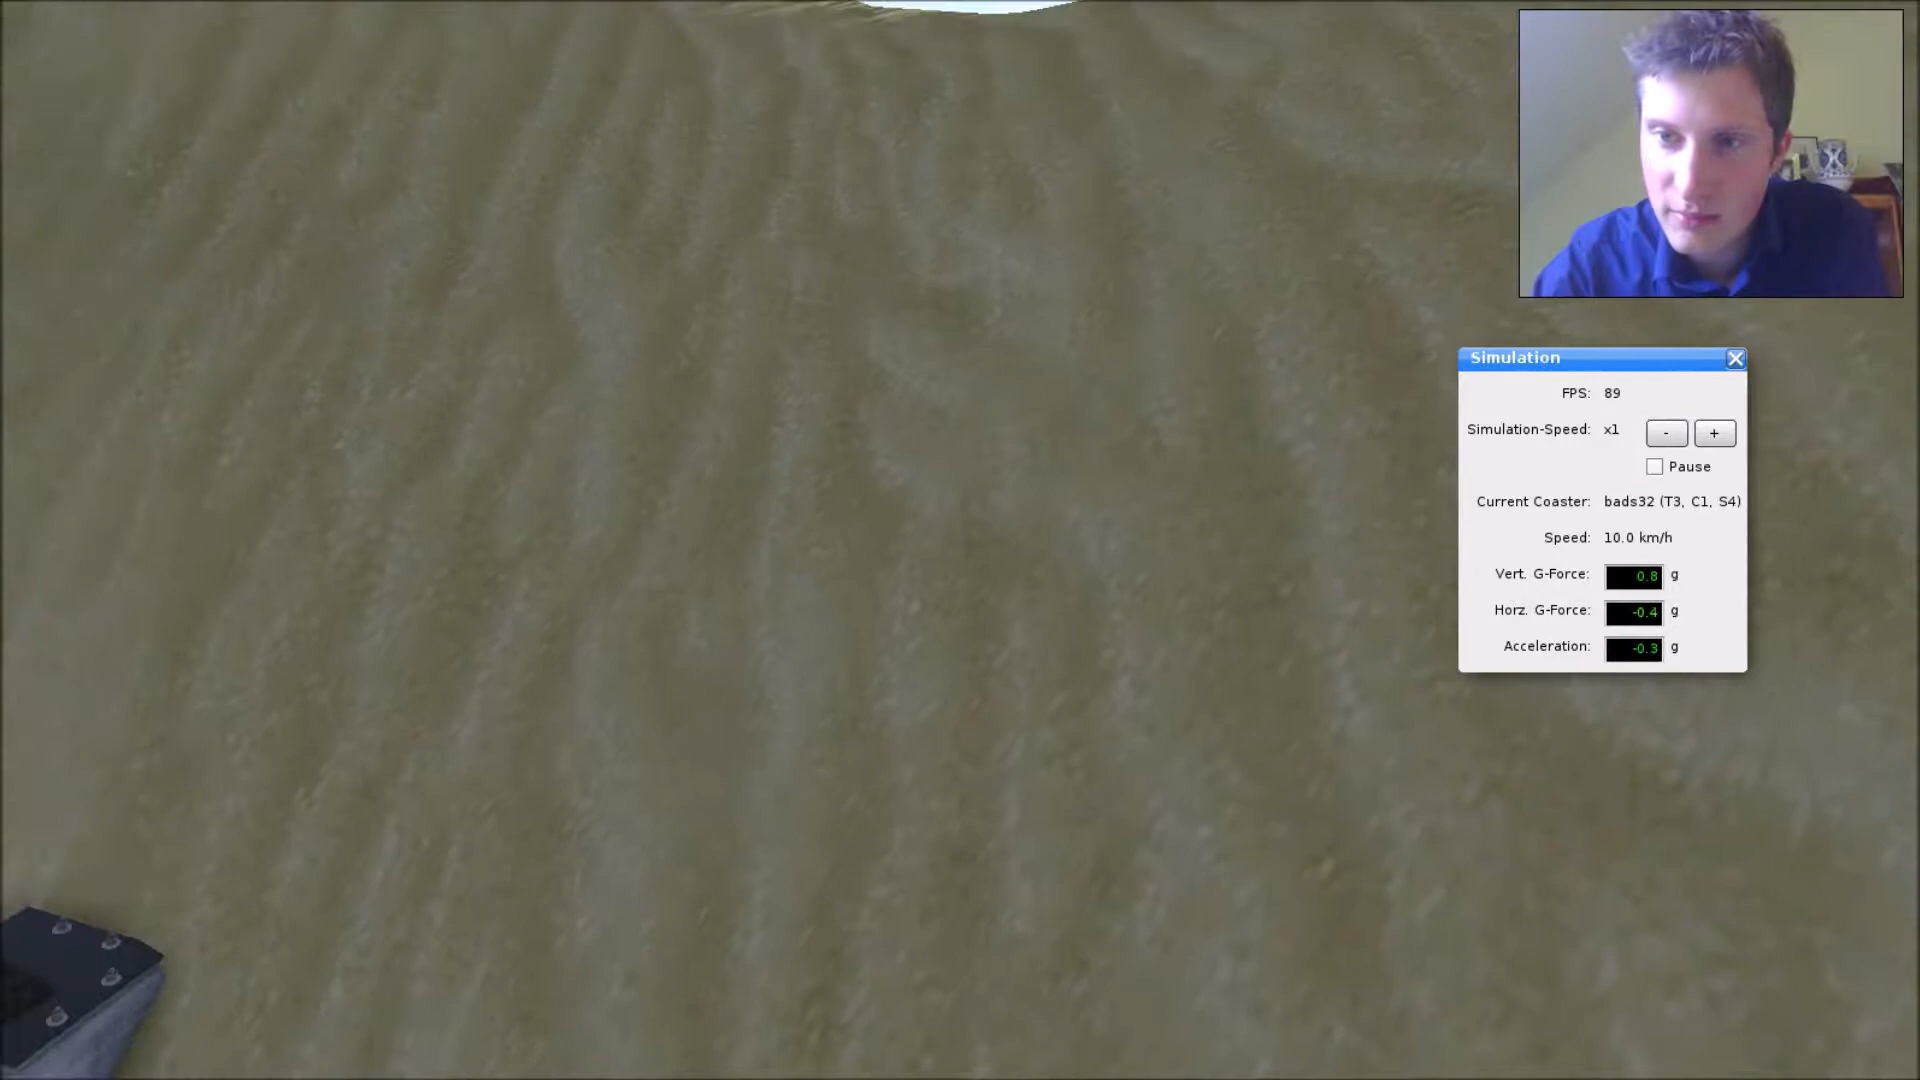 Simulation
FPS: 89
Simulation-Speed: x1 - +
Pause
Current Coaster: bads32 (T3, C1, S4)
Speed: 10.0 km/h
Vert. G-Force: 0.8 g
Horz. G-Force: -0.4 g
Acceleration: -0.3 g